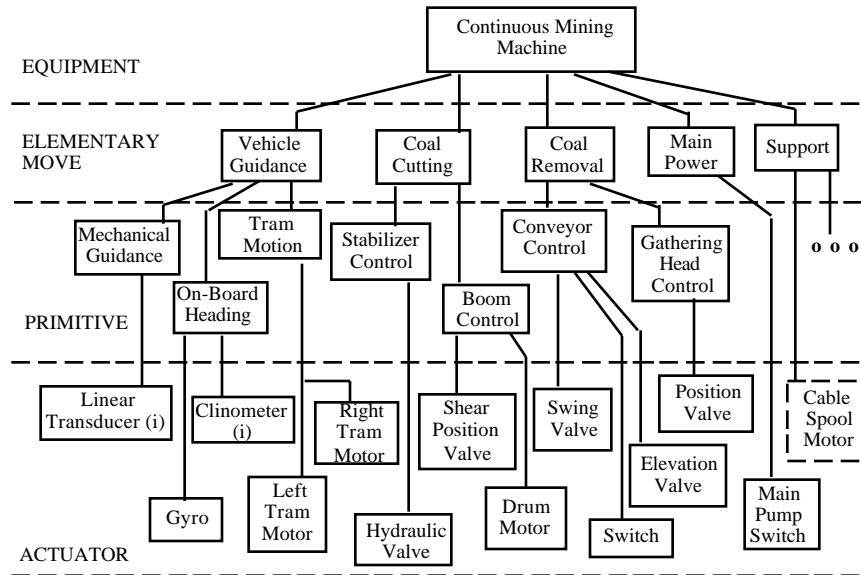 Continuous Mining
Machine
EQUIPMENT
ELEMENTARY
MOVE
Vehicle
Guidance
Coal
Cutting
Coal
Removal
Main
Power
Support
Mechanical
Guidance
Tram
Motion
Stabilizer
Control
Conveyor
Control
Gathering
Head
Control
o o o
On-Board
Heading
Boom
Control
PRIMITIVE
Linear
Transducer (i)
Clinometer
(i)
Right
Tram
Motor
Shear
Position
Valve
Swing
Valve
Position
Valve
Cable
Spool
Motor
Elevation
Valve
Gyro
Left
Tram
Motor
Hydraulic
Valve
Drum
Motor
Switch
Main
Pump
Switch
ACTUATOR